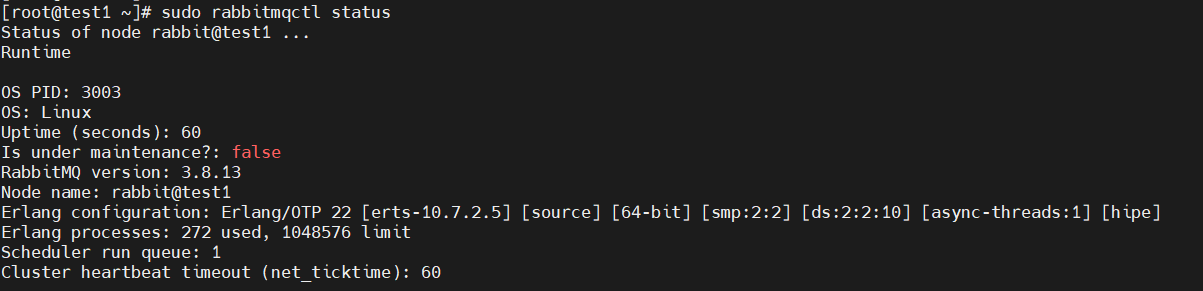 [root@test1 ~]# sudo rabbitmqctl status
Status of node rabbit@test1 ...
Runtime
OS PID: 3003
OS: Linux
Uptime (seconds): 60
Is under maintenance?: false
RabbitMQ version: 3.8.13
Node name: rabbit@test1
Erlang configuration: Erlang/OTP 22 [erts-10.7.2.5] [source] [64-bit] [smp:2:2] [ds:2:2:10] [async-threads:1] [hipe]
Erlang processes: 272 used, 1048576 limit
Scheduler run queue: 1
Cluster heartbeat timeout (net_ticktime): 60